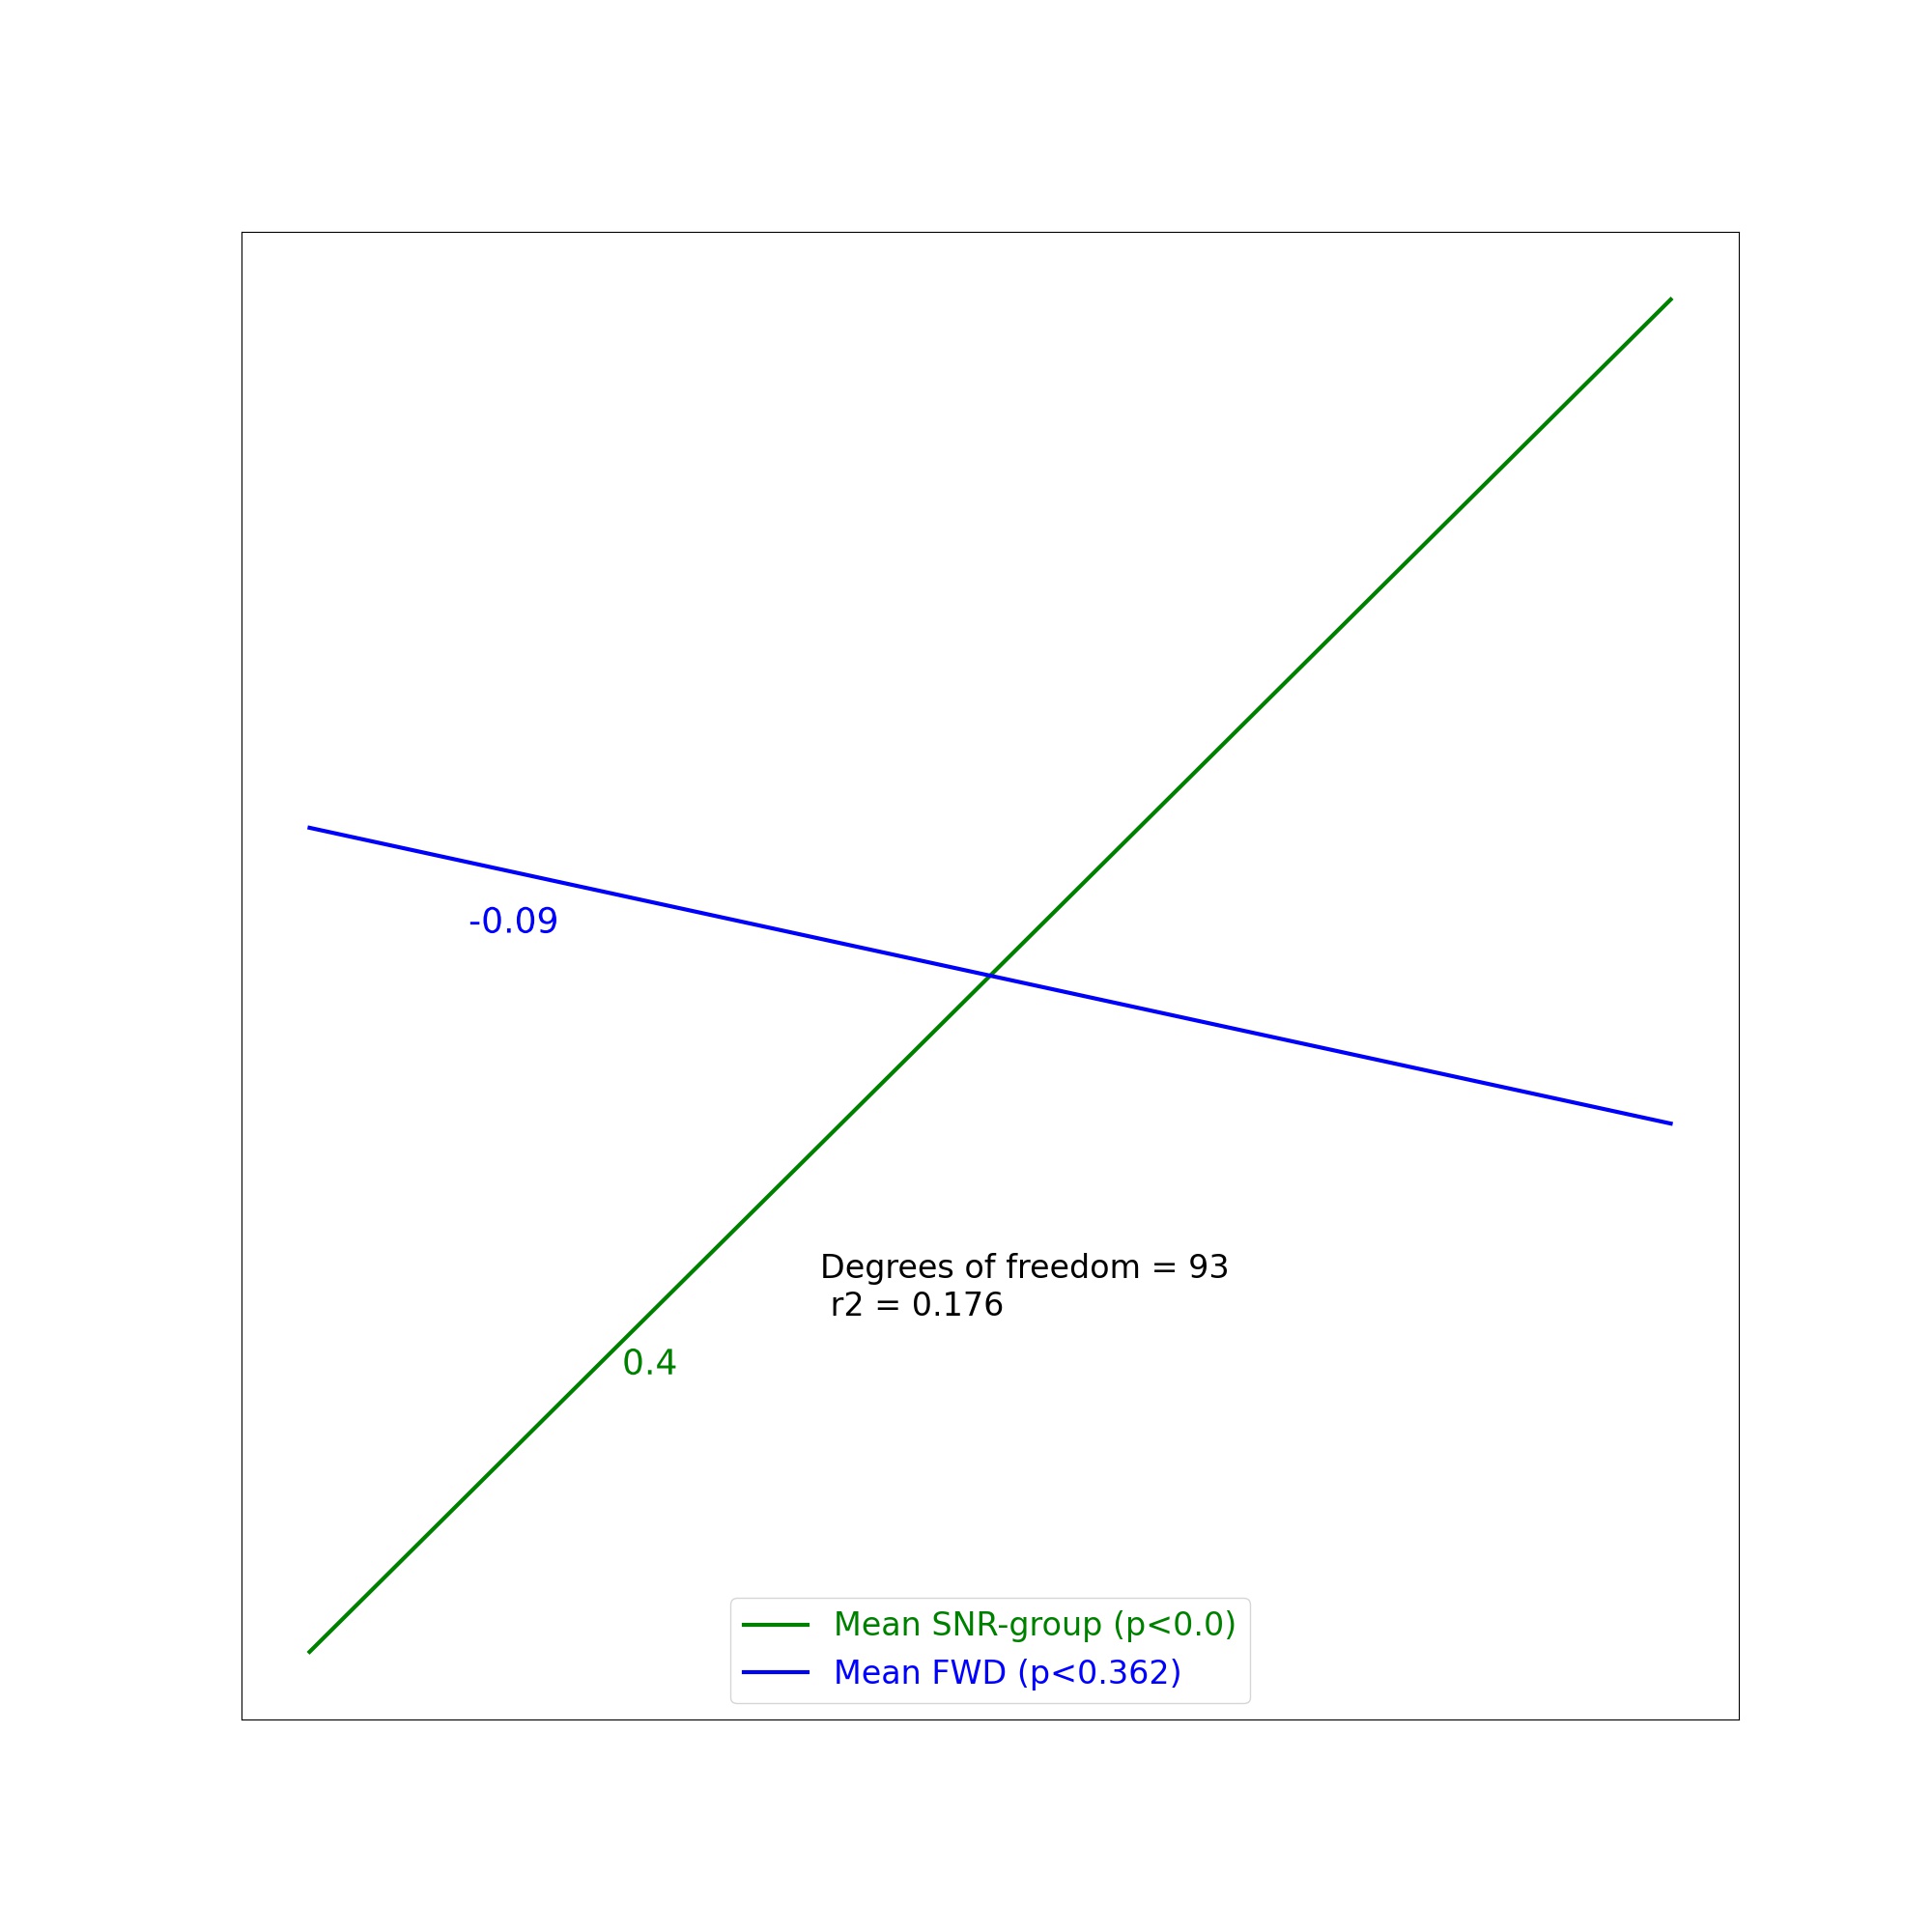 -0.09
Degrees of freedom = 93
r2 = 0.176
0.4
Mean SNR-group (p<0.0)
Mean FWD (p<0.362)